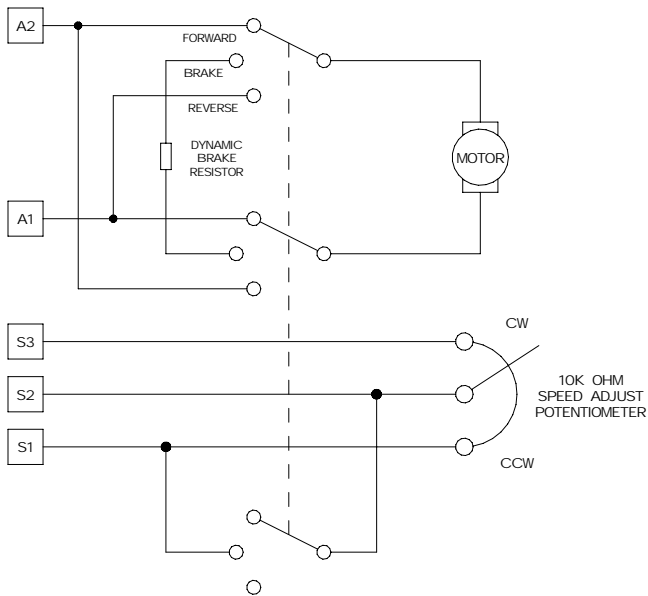 A2
FORWARD
BRAKE
REVERSE
DYNAMIC
BRAKE
RESISTOR
MOTOR
A1
S3
CW
S2
10K OHM
SPEED ADJUST
POTENTIOMETER
S1
CCW